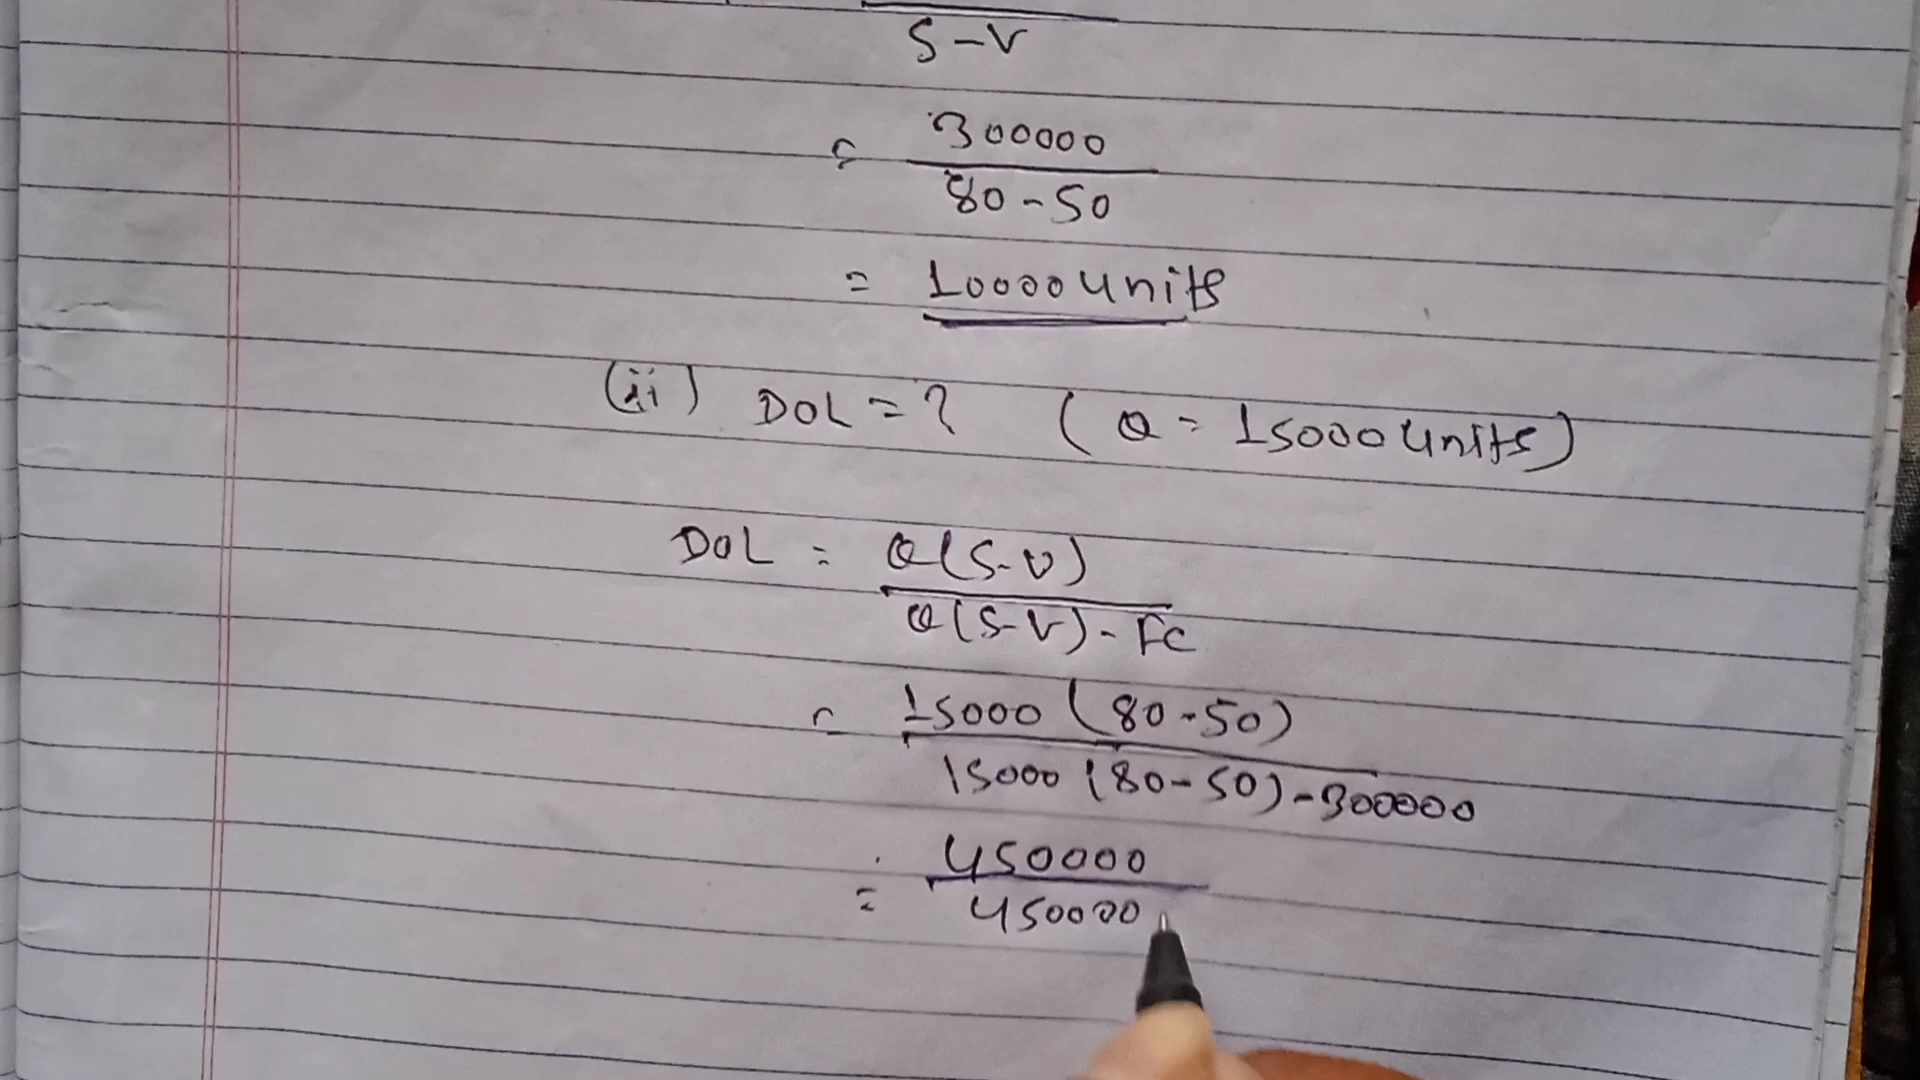 S-V
= 300000
80-50
= 10000 units
(ii) DOL = ? (Q = 15000 units)
DOL = Q(S-V)
Q(S-V)-FC
= 15000 (80-50)
15000 (80-50)-300000
= 450000
450000